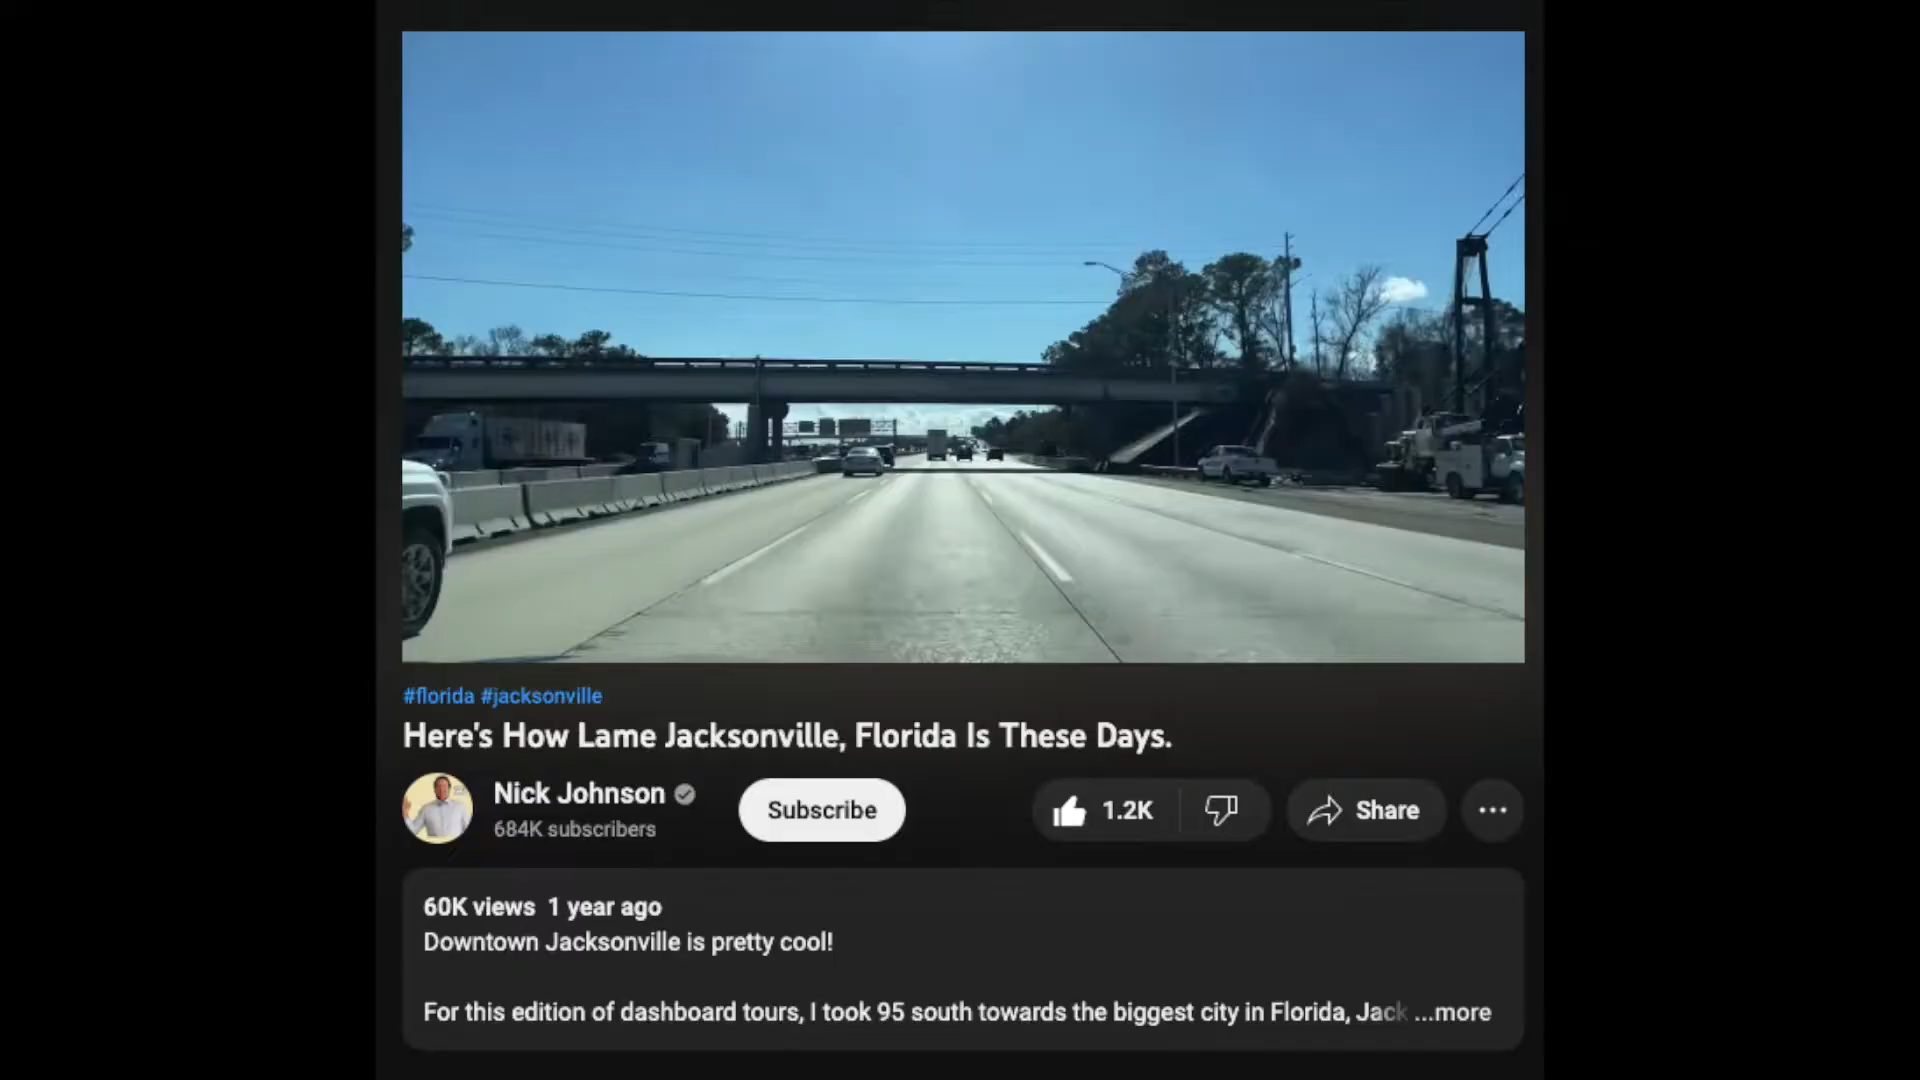 #florida #jacksonville
Here's How Lame Jacksonville, Florida Is These Days.
Nick Johnson
684K subscribers
Subscribe
1.2K
Share
60K views 1 year ago
Downtown Jacksonville is pretty cool!
For this edition of dashboard tours, I took 95 south towards the biggest city in Florida, Jack ...more